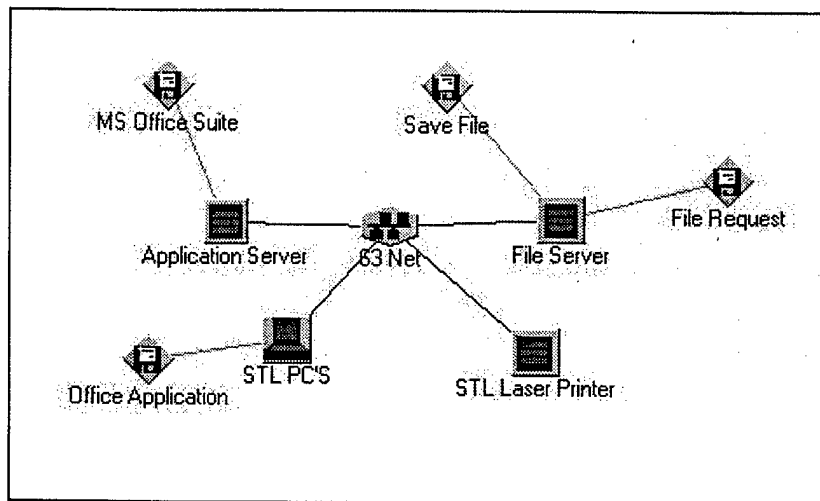 MS Office Suite
Save File
File Request
Application Server
S3 Net
File Server
STL PC'S
Office Application
STL Laser Printer